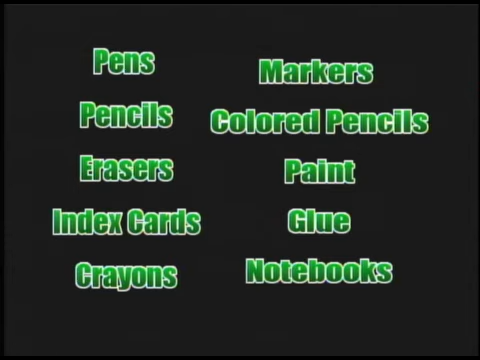 Pens
Pencils
Erasers
Index Cards
Crayons
Markers
Colored Pencils
Paint
Glue
Notebooks